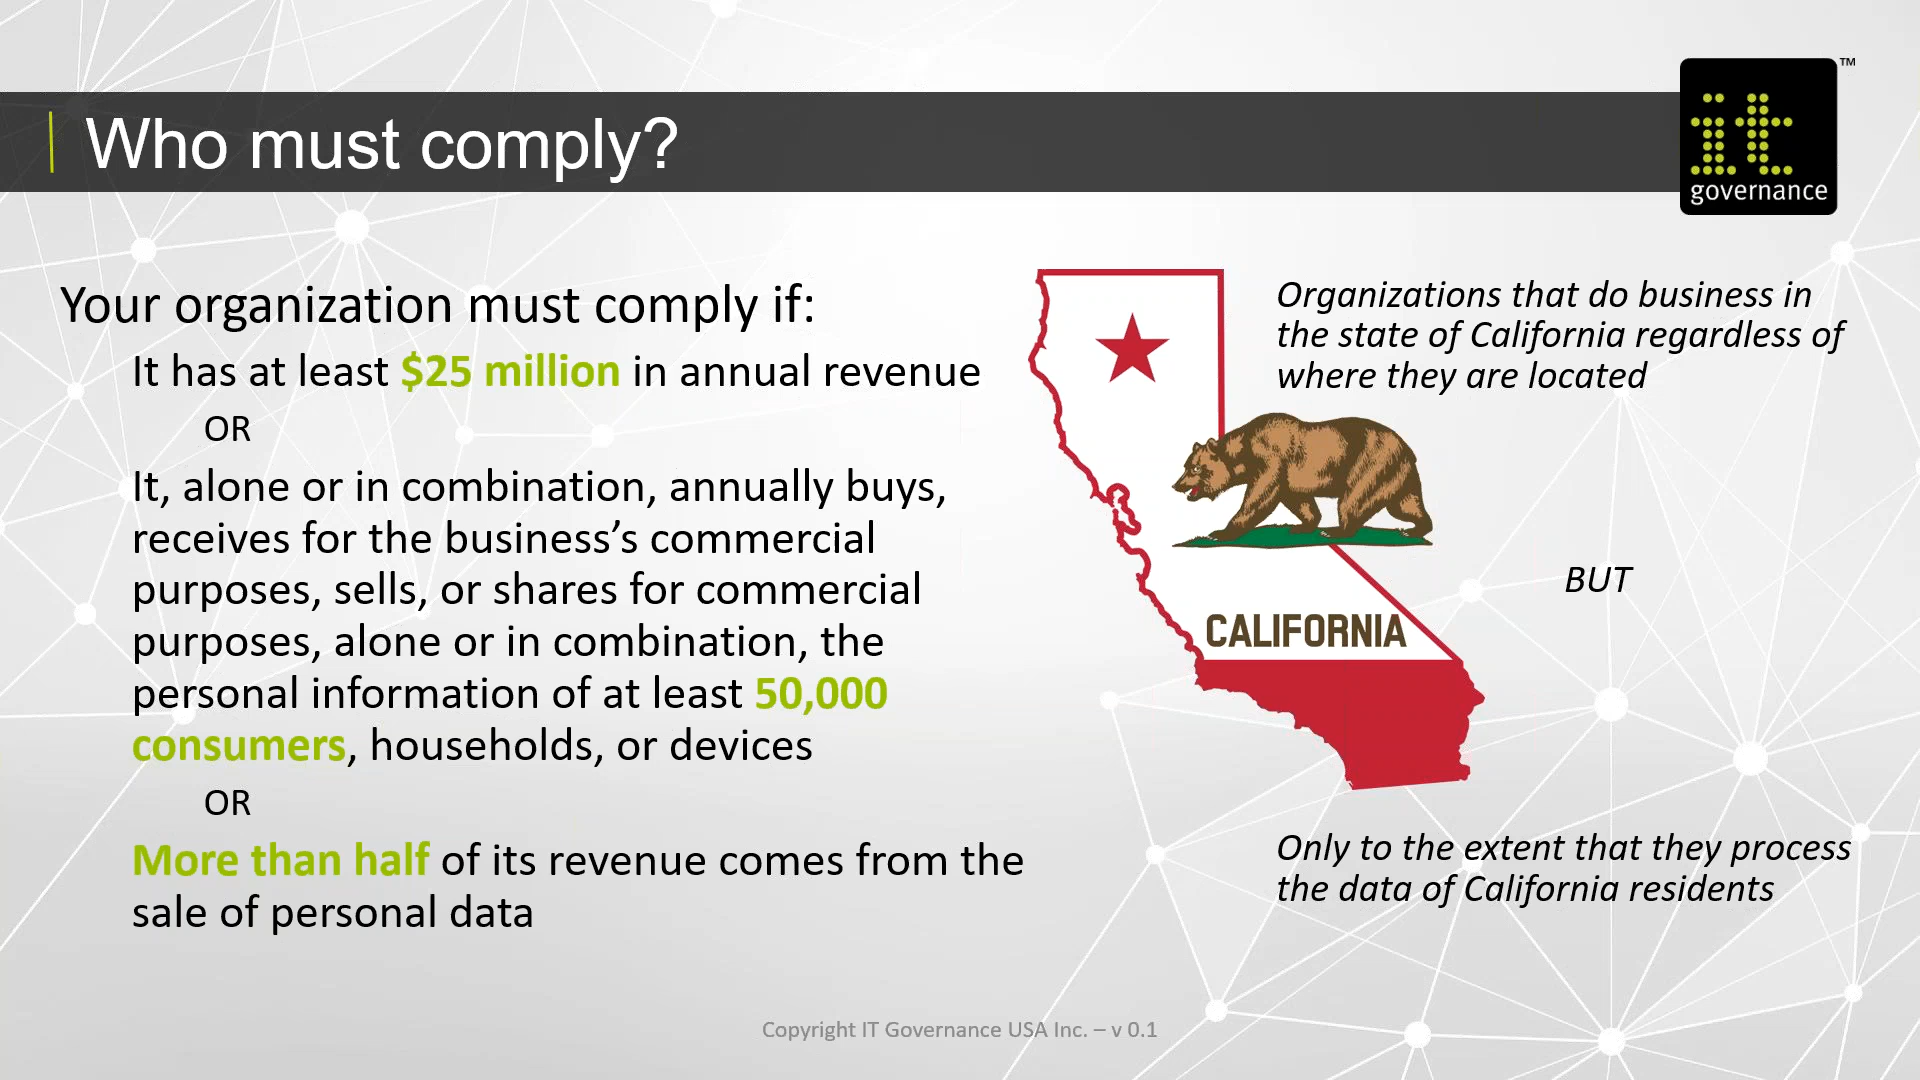 Who must comply?
it
governance
TM
Your organization must comply if:
It has at least $25 million in annual revenue
OR
It, alone or in combination, annually buys,
receives for the business’s commercial
purposes, sells, or shares for commercial
purposes, alone or in combination, the
personal information of at least 50,000
consumers, households, or devices
OR
More than half of its revenue comes from the
sale of personal data
CALIFORNIA
Organizations that do business in
the state of California regardless of
where they are located
BUT
Only to the extent that they process
the data of California residents
Copyright IT Governance USA Inc. – v 0.1